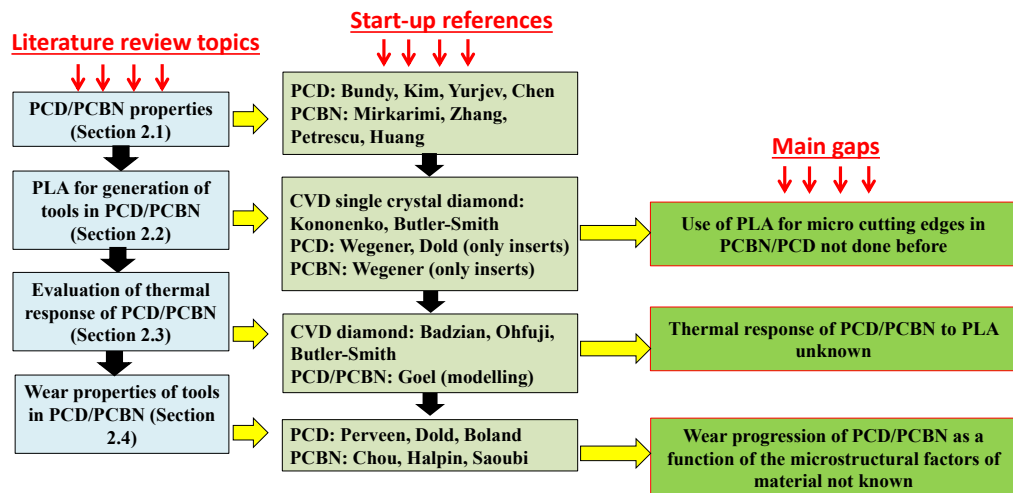 Literature review topics
PCD/PCBN properties
(Section 2.1)
PLA for generation of
tools in PCD/PCBN
(Section 2.2)
Evaluation of thermal
response of PCD/PCBN
(Section 2.3)
Wear properties of tools
in PCD/PCBN (Section
2.4)
Start-up references
PCD: Bundy, Kim, Yurjev, Chen
PCBN: Mirkarimi, Zhang,
Petrescu, Huang
CVD single crystal diamond:
Kononenko, Butler-Smith
PCD: Wegener, Dold (only inserts)
PCBN: Wegener (only inserts)
CVD diamond: Badzian, Ohfuji,
Butler-Smith
PCD/PCBN: Goel (modelling)
PCD: Perveen, Dold, Boland
PCBN: Chou, Halpin, Saoubi
Main gaps
Use of PLA for micro cutting edges in
PCBN/PCD not done before
Thermal response of PCD/PCBN to PLA
unknown
Wear progression of PCD/PCBN as a
function of the microstructural factors of
material not known